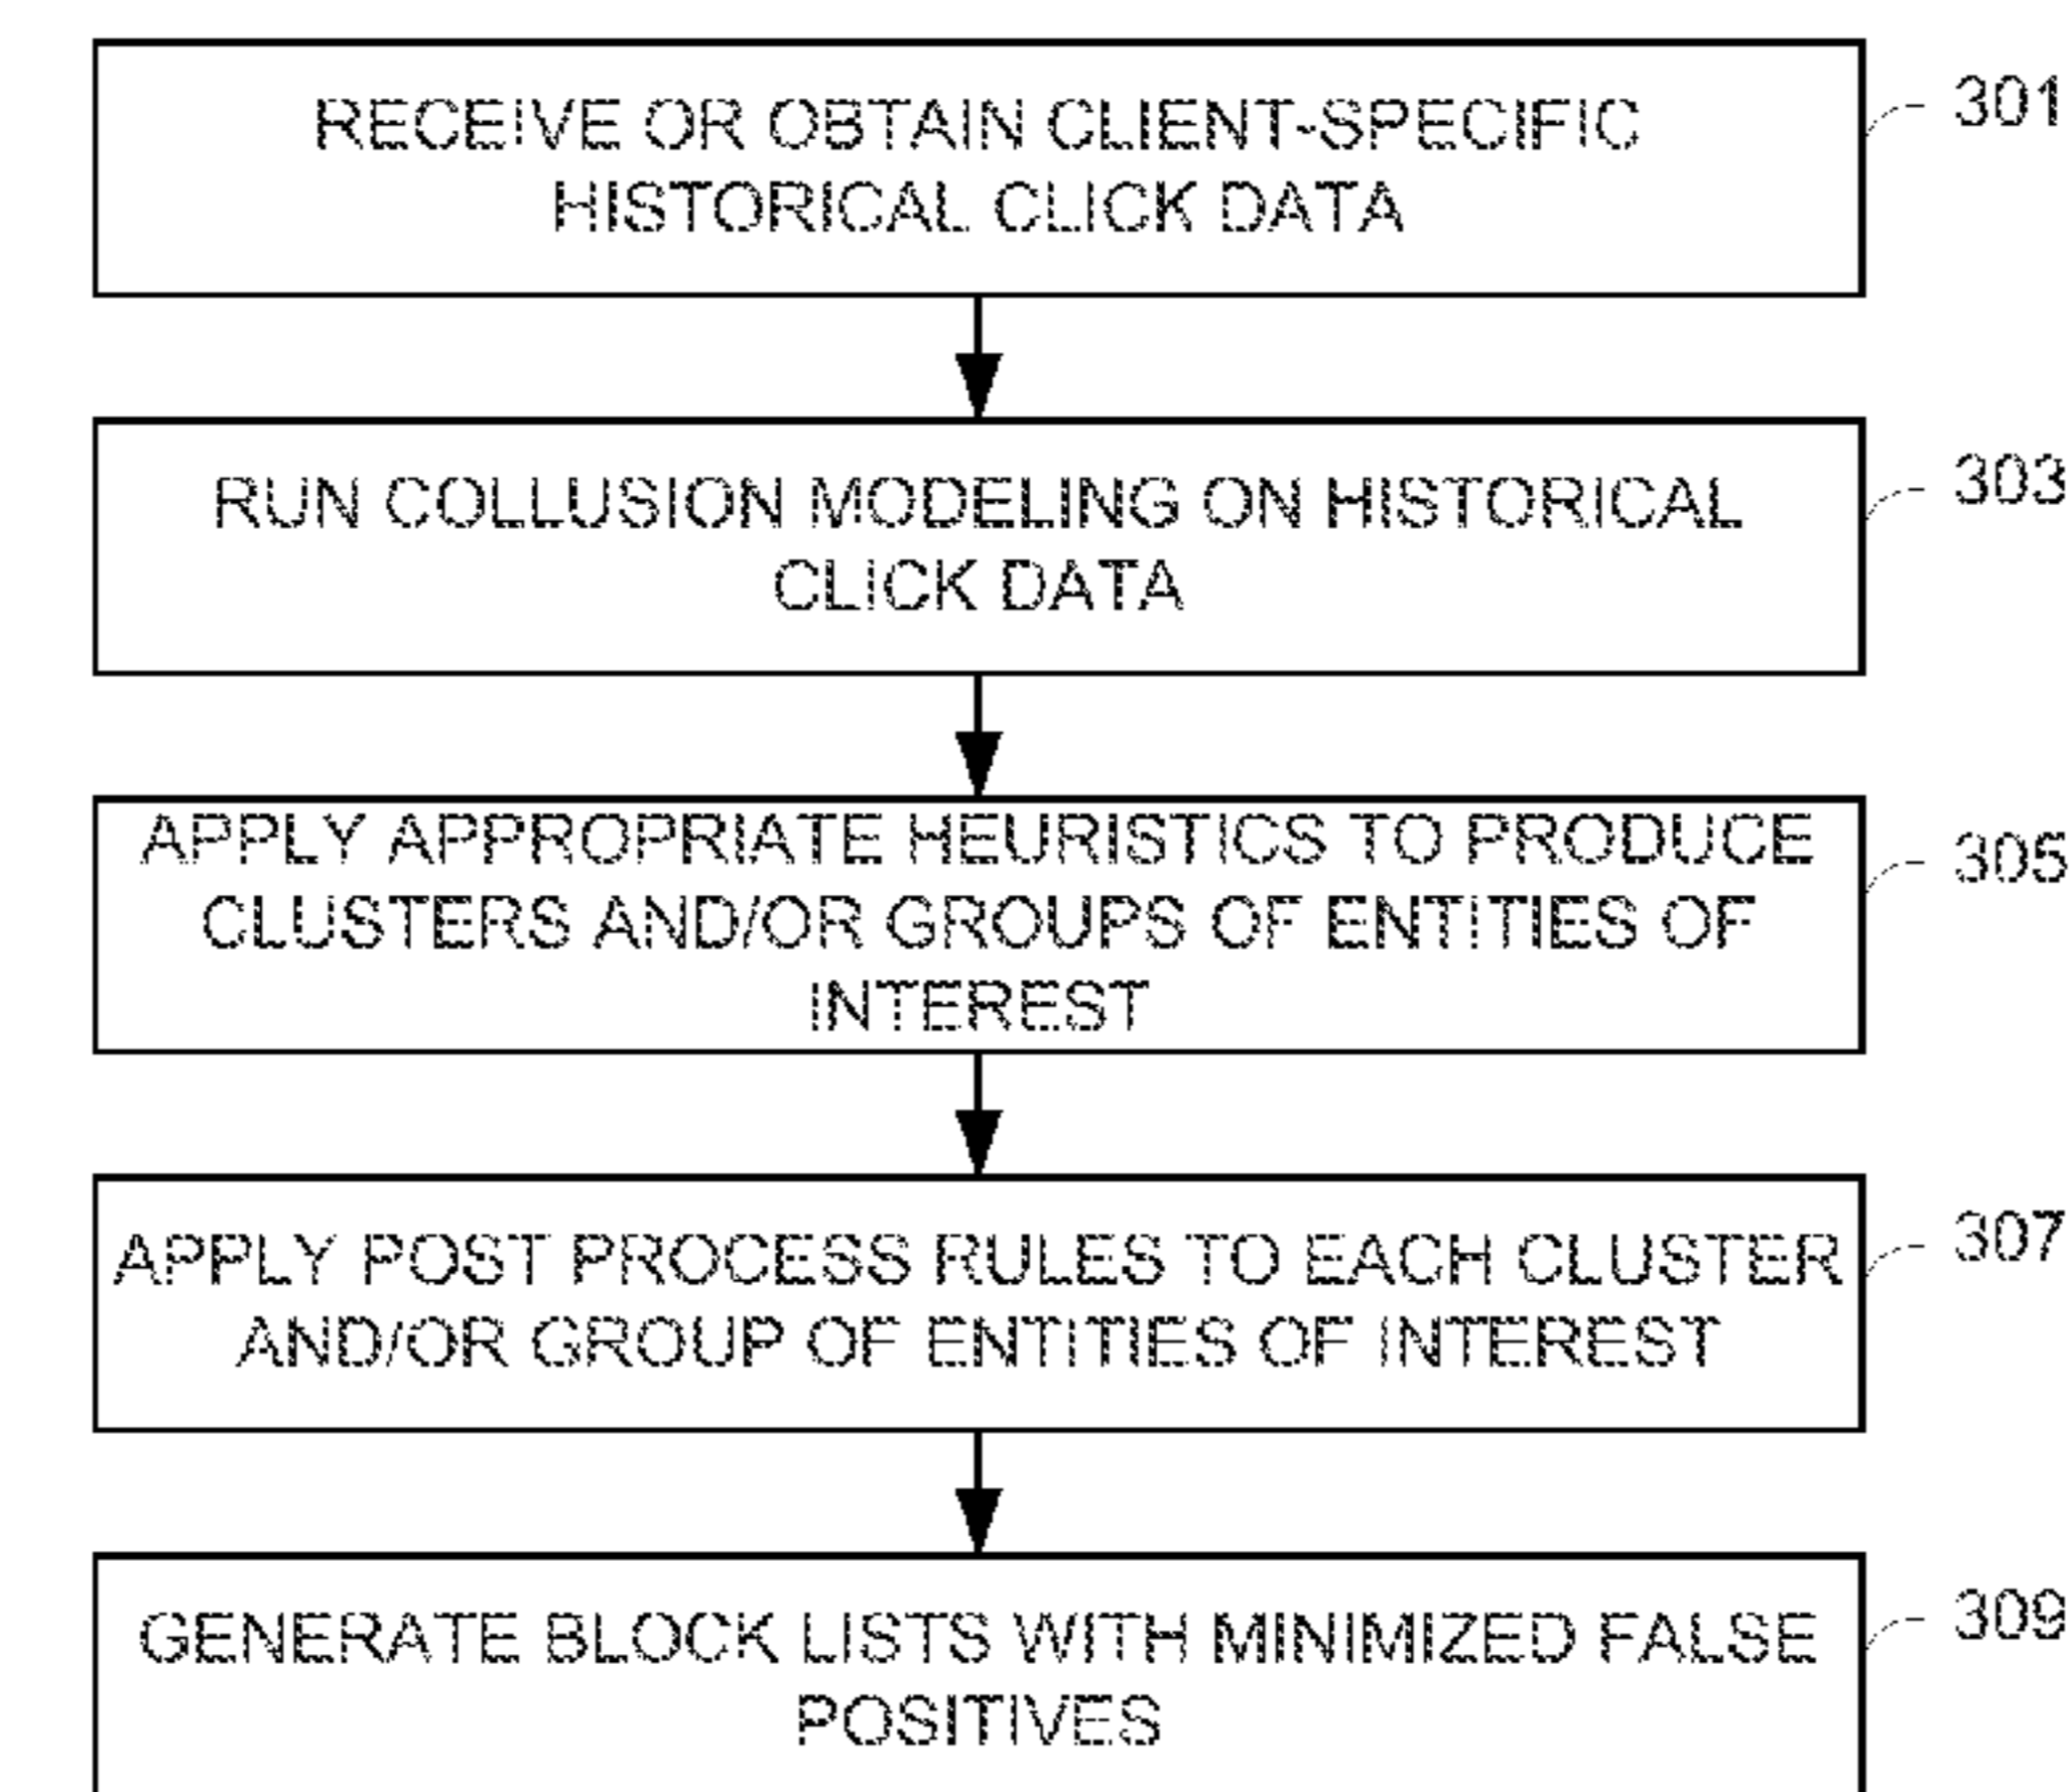 RECEIVE OR OBTAIN CLIENT-SPECIFIC
HISTORICAL CLICK DATA
301
RUN COLLUSION MODELING ON HISTORICAL
CLICK DATA
303
APPLY APPROPRIATE HEURISTICS TO PRODUCE
CLUSTERS AND/OR GROUPS OF ENTITIES OF
INTEREST
305
APPLY POST PROCESS RULES TO EACH CLUSTER
AND/OR GROUP OF ENTITIES OF INTEREST
307
GENERATE BLOCK LISTS WITH MINIMIZED FALSE
POSITIVES
309